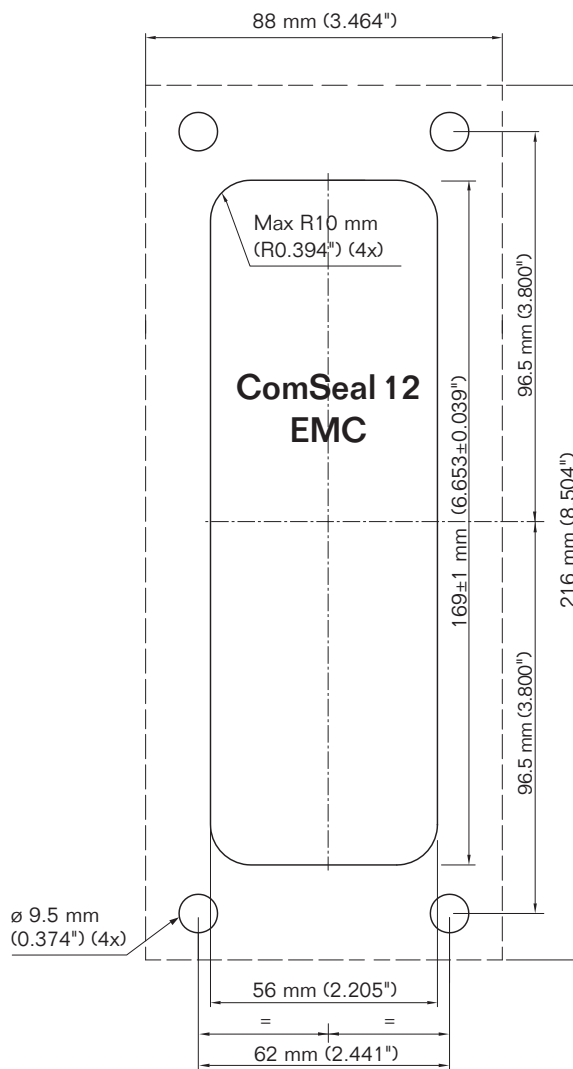 88 mm (3.464")
Max R10 mm
(R0.394") (4x)
96.5 mm (3.800")
ComSeal 12
EMC
169±1 mm (6.653±0.039")
216 mm (8.504")
96.5 mm (3.800")
ø 9.5 mm
(0.374") (4x)
56 mm (2.205")
= =
62 mm (2.441")